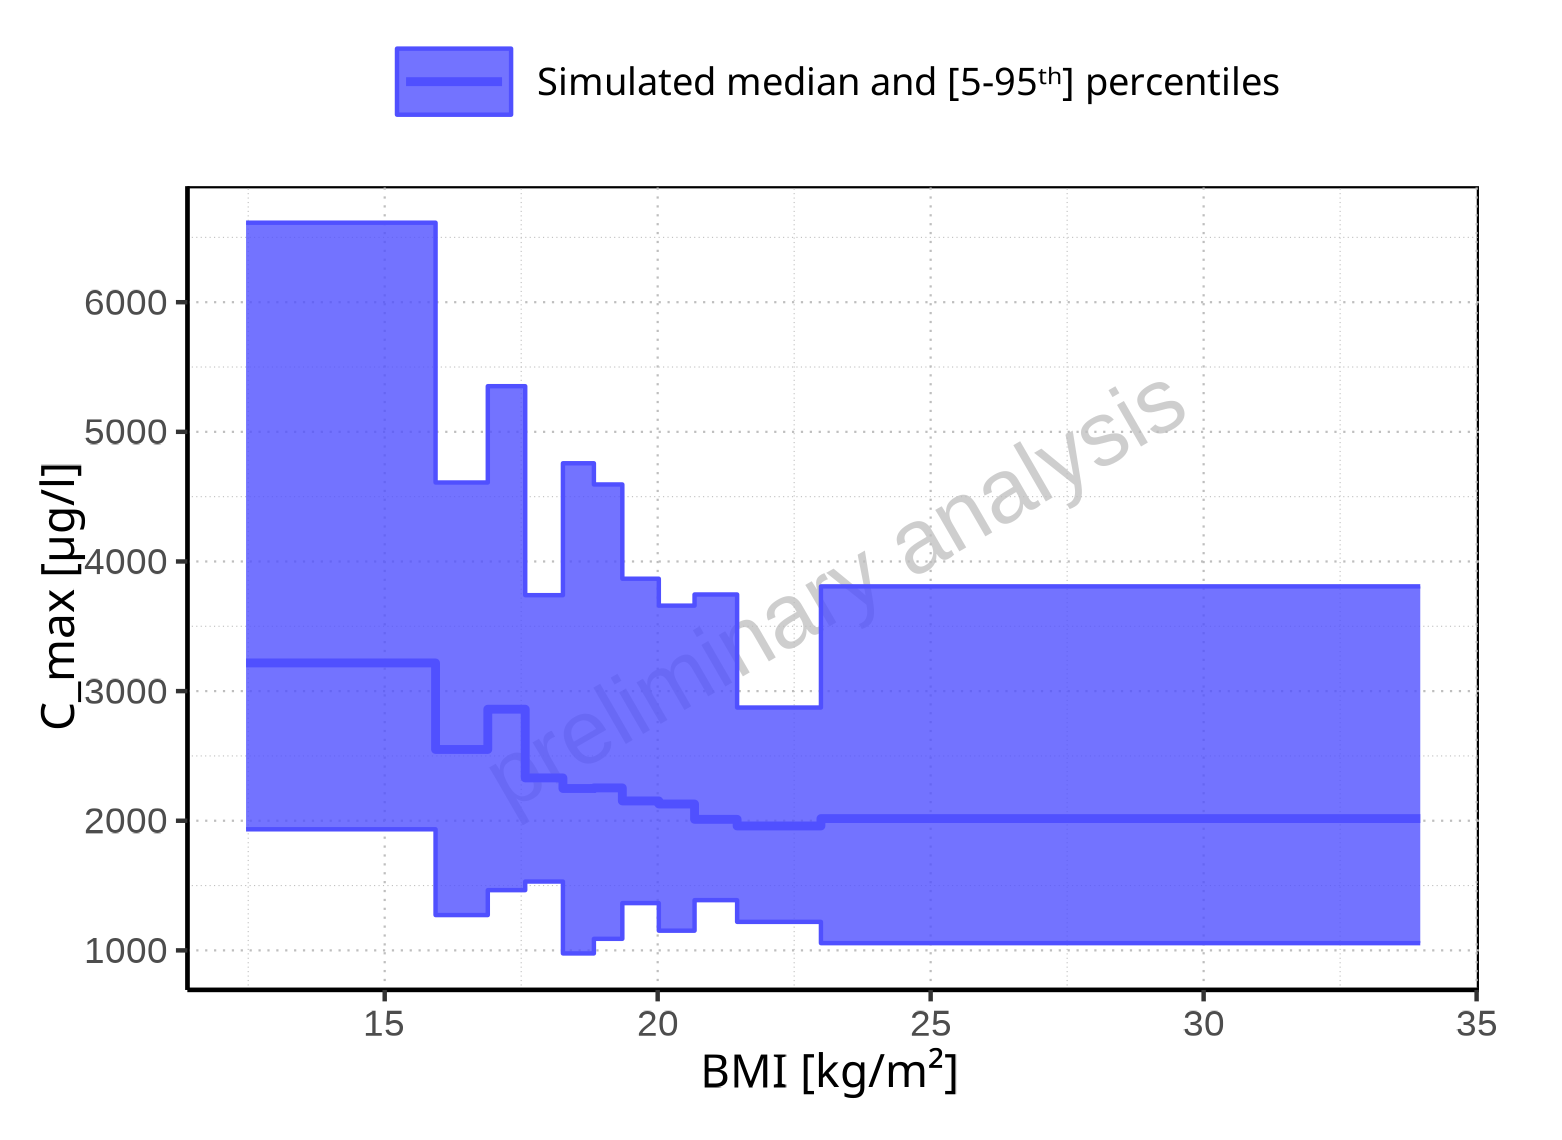 Simulated median and [5-95ᵗʰ] percentiles
6000
5000
4000
3000
2000
1000
C_max [µg/l]
preliminary analysis
15 20 25 30 35
BMI [kg/m²]